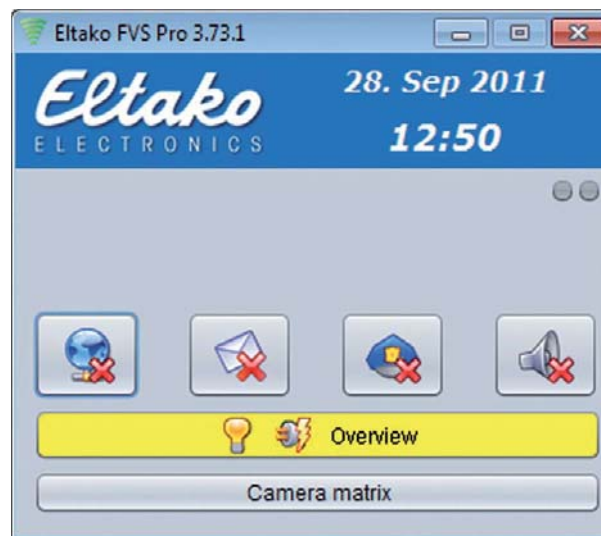 Eltako FVS Pro 3.73.1
Eltako
ELECTRONICS
28. Sep 2011
12:50
Overview
Camera matrix